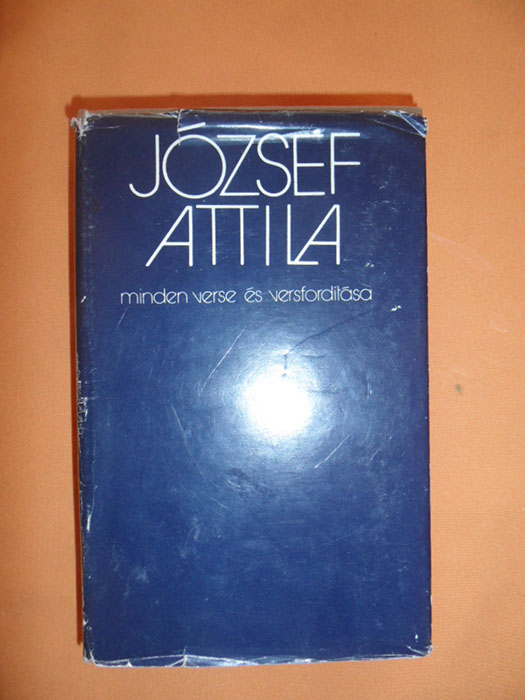 JÓZSEF
ATTILA
minden verse és versfordítása